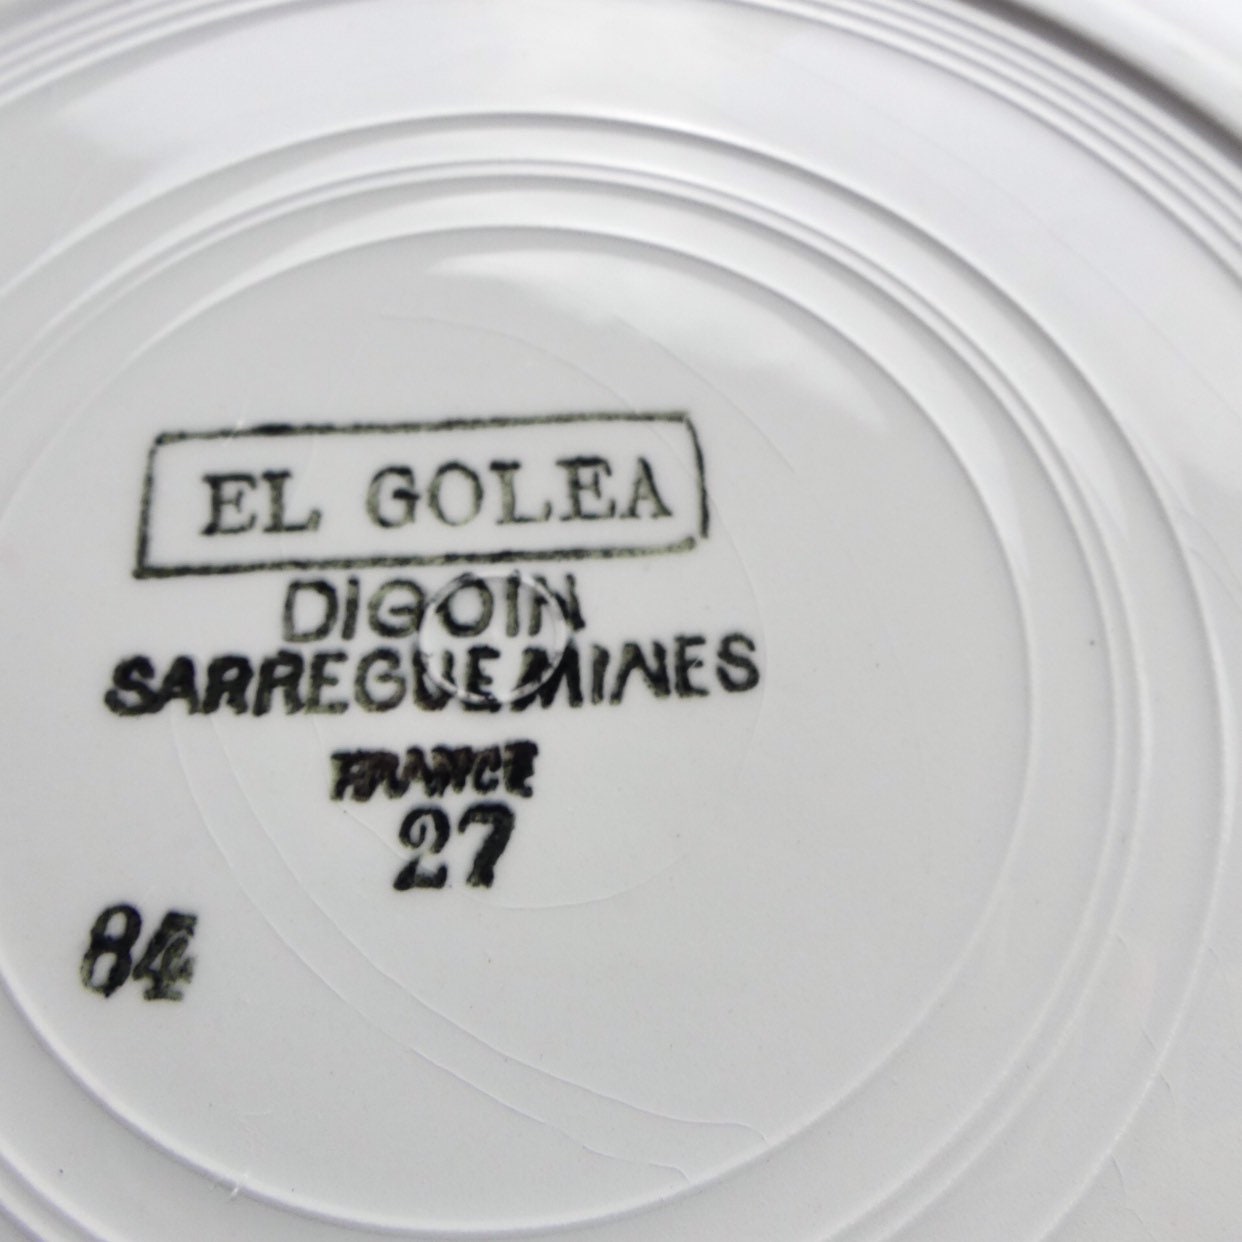 EL GOLEA
DIGOIN
SARREGUEMINES
FRANCE
27
84